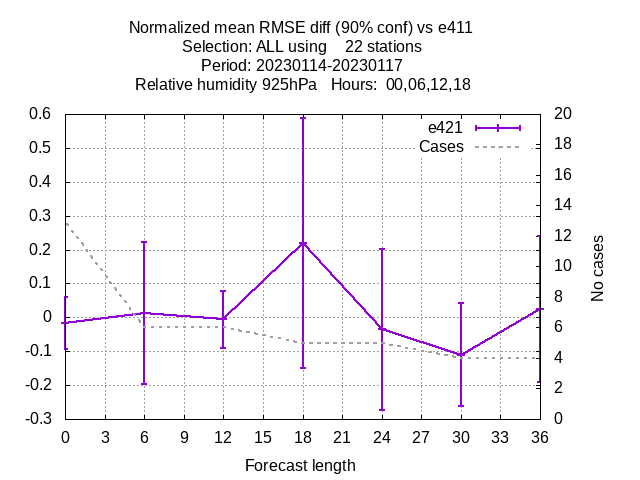 Normalized mean RMSE diff (90% conf) vs e411
Selection: ALL using    22 stations
Period: 20230114-20230117
Relative humidity 925hPa   Hours:  00,06,12,18
e421
Cases
0.6
0.5
0.4
0.3
0.2
0.1
0
-0.1
-0.2
-0.3
20
18
16
14
12
10
8
6
4
2
0
No cases
0 3 6 9 12 15 18 21 24 27 30 33 36
Forecast length